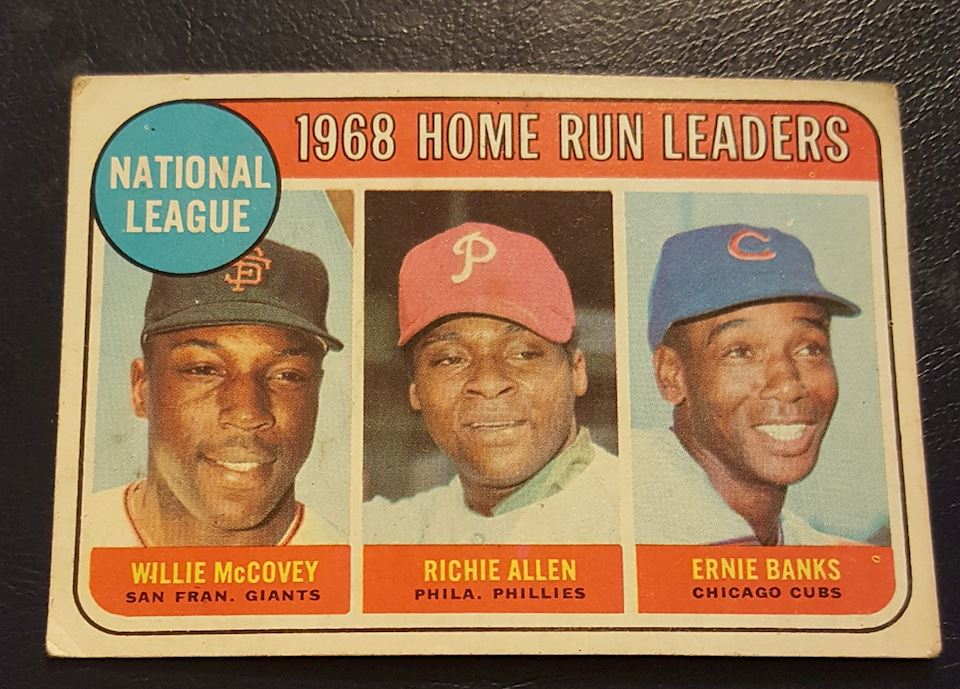 NATIONAL
LEAGUE
1968 HOME RUN LEADERS
SF
P
C
WILLIE McCOVEY
SAN FRAN. GIANTS
RICHIE ALLEN
PHILA. PHILLIES
ERNIE BANKS
CHICAGO CUBS